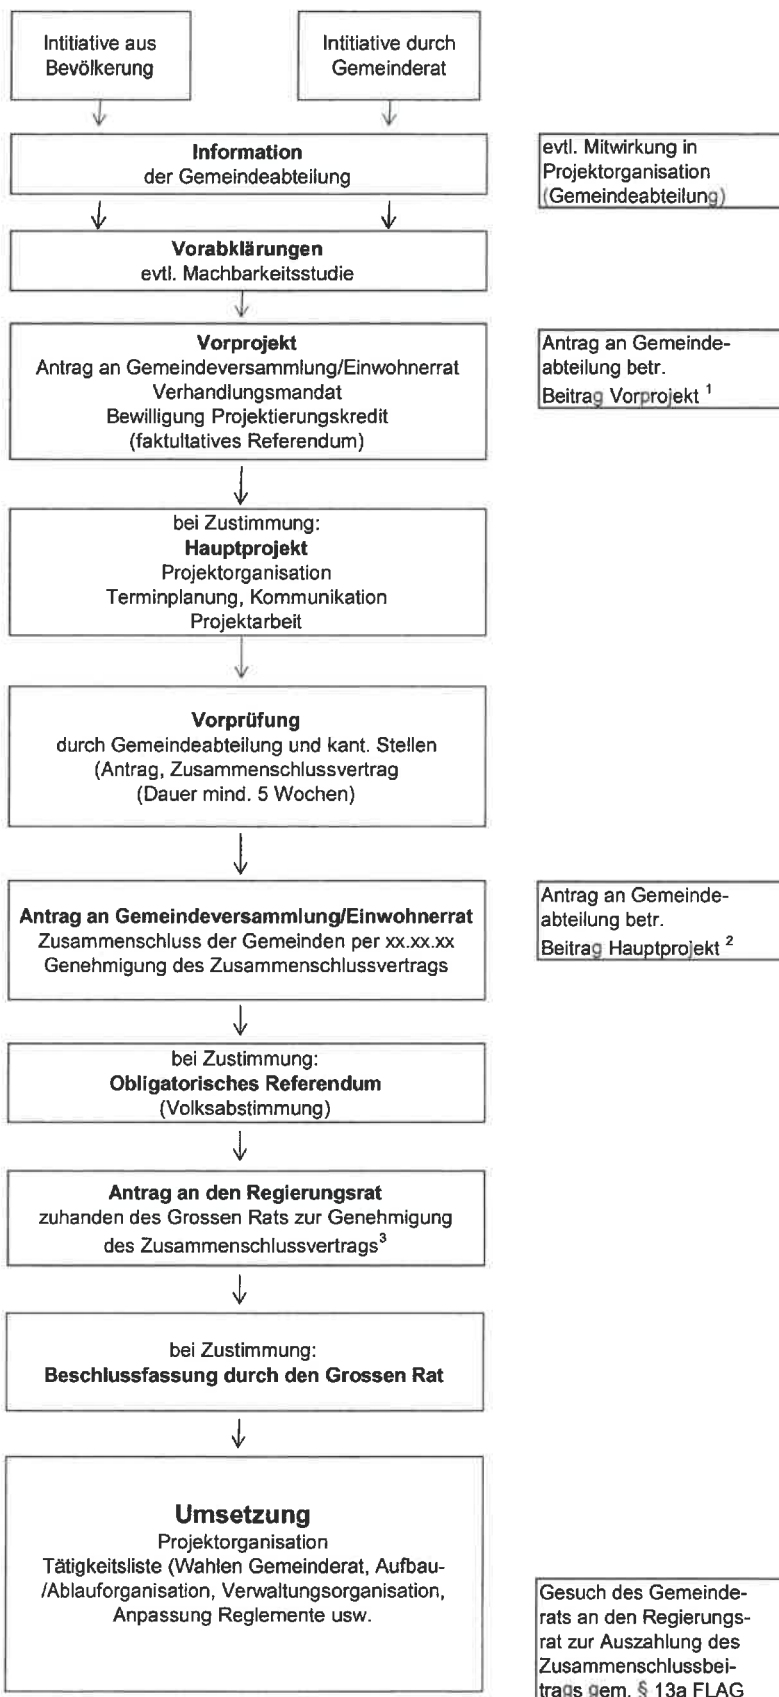 Intitiative aus
Bevölkerung
Intitiative durch
Gemeinderat
Information
der Gemeindeabteilung
evtl. Mitwirkung in
Projektorganisation
(Gemeindeabteilung)
Vorabklärungen
evtl. Machbarkeitsstudie
Vorprojekt
Antrag an Gemeindeversammlung/Einwohnerrat
Verhandlungsmandat
Bewilligung Projektierungskredit
(faktultatives Referendum)
Antrag an Gemeinde-
abteilung betr.
Beitrag Vorprojekt ¹
bei Zustimmung:
Hauptprojekt
Projektorganisation
Terminplanung, Kommunikation
Projektarbeit
Vorprüfung
durch Gemeindeabteilung und kant. Stellen
(Antrag, Zusammenschlussvertrag
(Dauer mind. 5 Wochen)
Antrag an Gemeindeversammlung/Einwohnerrat
Zusammenschluss der Gemeinden per xx.xx.xx
Genehmigung des Zusammenschlussvertrags
Antrag an Gemeinde-
abteilung betr.
Beitrag Hauptprojekt ²
bei Zustimmung:
Obligatorisches Referendum
(Volksabstimmung)
Antrag an den Regierungsrat
zuhanden des Grossen Rats zur Genehmigung
des Zusammenschlussvertrags³
bei Zustimmung:
Beschlussfassung durch den Grossen Rat
Umsetzung
Projektorganisation
Tätigkeitsliste (Wahlen Gemeinderat, Aufbau-
/Ablauforganisation, Verwaltungsorganisation,
Anpassung Reglemente usw.
Gesuch des Gemeinde-
rats an den Regierungs-
rat zur Auszahlung des
Zusammenschlussbei-
trags gem. § 13a FLAG